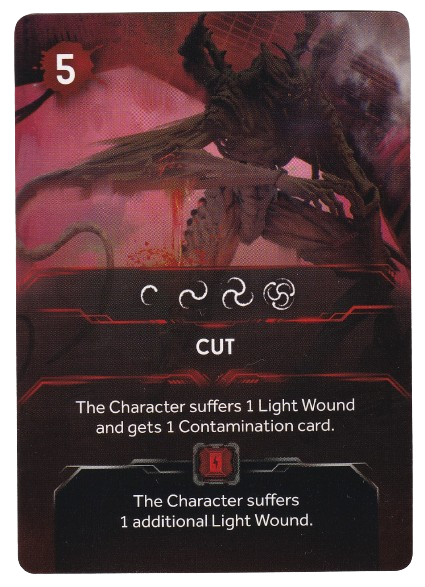 5
CUT
The Character suffers 1 Light Wound
and gets 1 Contamination card.
The Character suffers
1 additional Light Wound.